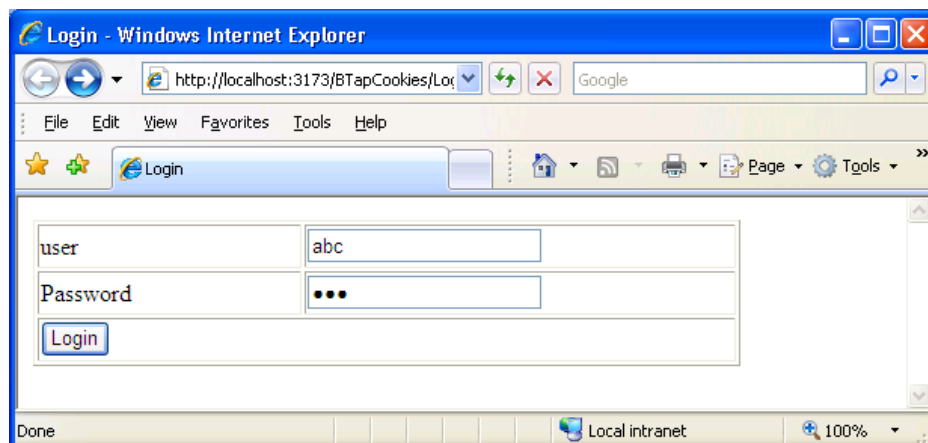 Login - Windows Internet Explorer
http://localhost:3173/BTapCookies/Log
Google
File Edit View Favorites Tools Help
Login
Page Tools »
user abc
Password •••
Login
Done Local intranet 100%